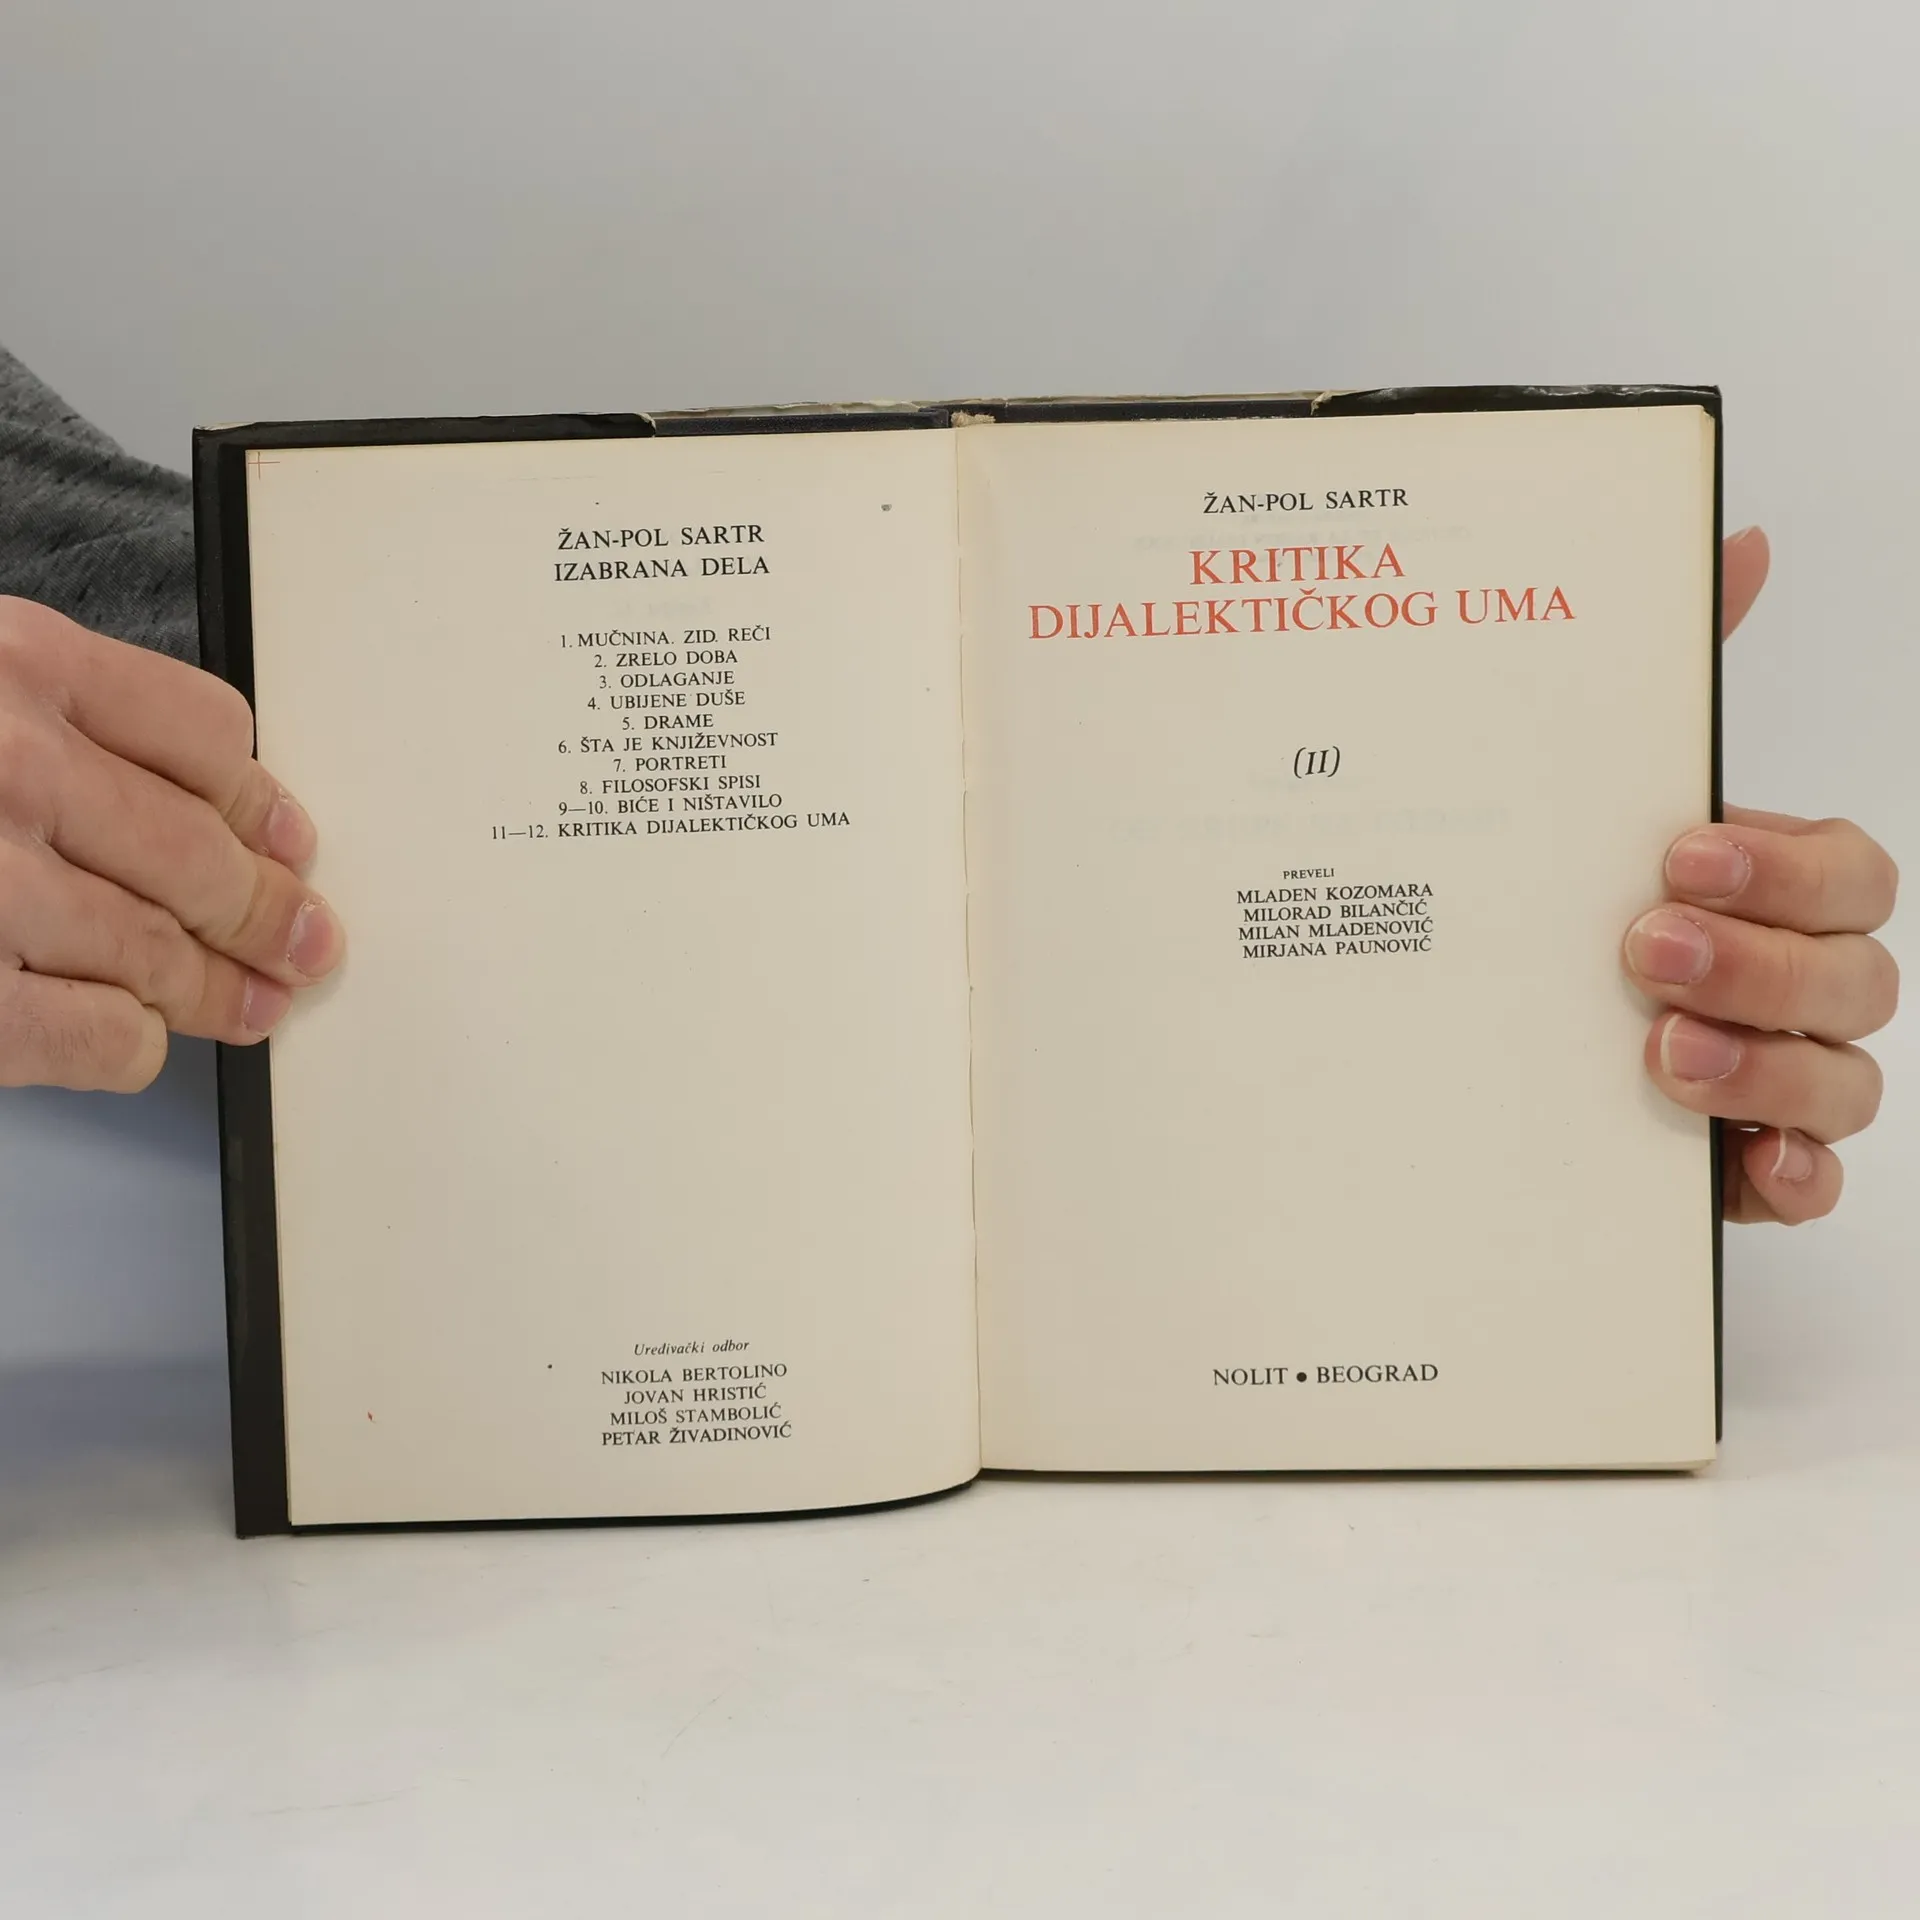 ŽAN-POL SARTR
IZABRANA DELA
1. MUČNINA. ZID. REČI
2. ZRELO DOBA
3. ODLAGANJE
4. UBIJENE DUŠE
5. DRAME
6. ŠTA JE KNJIŽEVNOST
7. PORTRETI
8. FILOSOFSKI SPISI
9—10. BIĆE I NIŠTAVILO
11—12. KRITIKA DIJALEKTIČKOG UMA
Uređivački odbor
NIKOLA BERTOLINO
JOVAN HRISTIĆ
MILOŠ STAMBOLIĆ
PETAR ŽIVADINOVIĆ
ŽAN-POL SARTR
KRITIKA
DIJALEKTIČKOG UMA
(II)
PREVELI
MLADEN KOZOMARA
MILORAD BILANČIĆ
MILAN MLADENOVIĆ
MIRJANA PAUNOVIĆ
NOLIT ● BEOGRAD